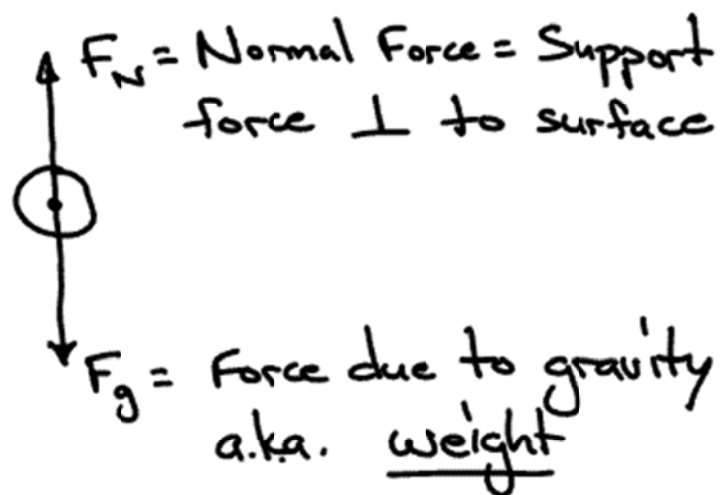 F_N = Normal Force = Support
force ⊥ to surface
F_g = Force due to gravity
a.k.a. weight